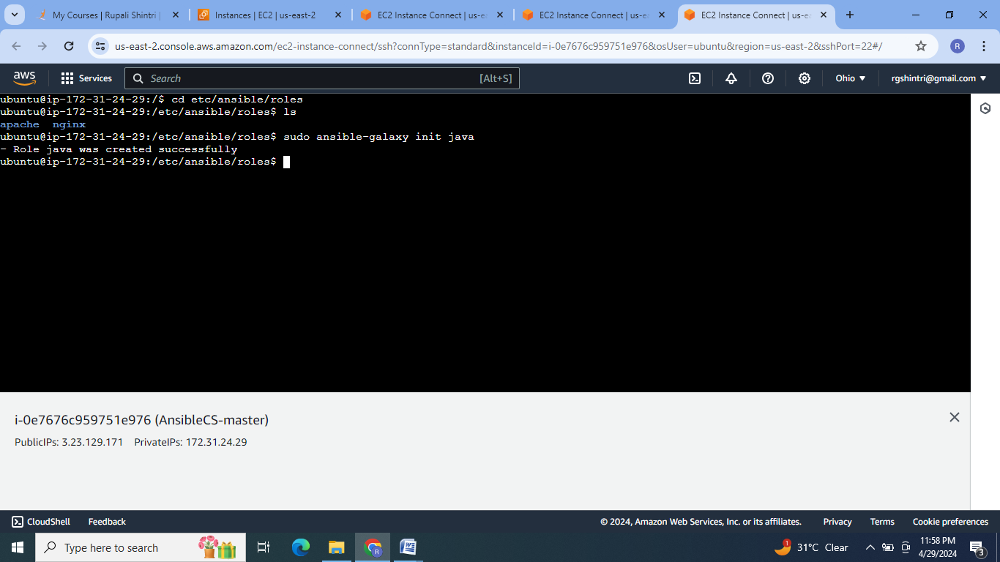 My Courses | Rupali Shintri |
Instances | EC2 | us-east-2
EC2 Instance Connect | us-ea
EC2 Instance Connect | us-ea
EC2 Instance Connect | us-ea
us-east-2.console.aws.amazon.com/ec2-instance-connect/ssh?connType=standard&instanceId=i-0e7676c959751e976&osUser=ubuntu&region=us-east-2&sshPort=22#/
R
aws
Services
Search
[Alt+S]
Ohio
rgshintri@gmail.com
ubuntu@ip-172-31-24-29:/$ cd etc/ansible/roles
ubuntu@ip-172-31-24-29:/etc/ansible/roles$ ls
apache  nginx
ubuntu@ip-172-31-24-29:/etc/ansible/roles$ sudo ansible-galaxy init java
- Role java was created successfully
ubuntu@ip-172-31-24-29:/etc/ansible/roles$
i-0e7676c959751e976 (AnsibleCS-master)
PublicIPs: 3.23.129.171    PrivateIPs: 172.31.24.29
CloudShell
Feedback
© 2024, Amazon Web Services, Inc. or its affiliates.
Privacy
Terms
Cookie preferences
Type here to search
R
W
1
31°C Clear
11:58 PM
4/29/2024
3